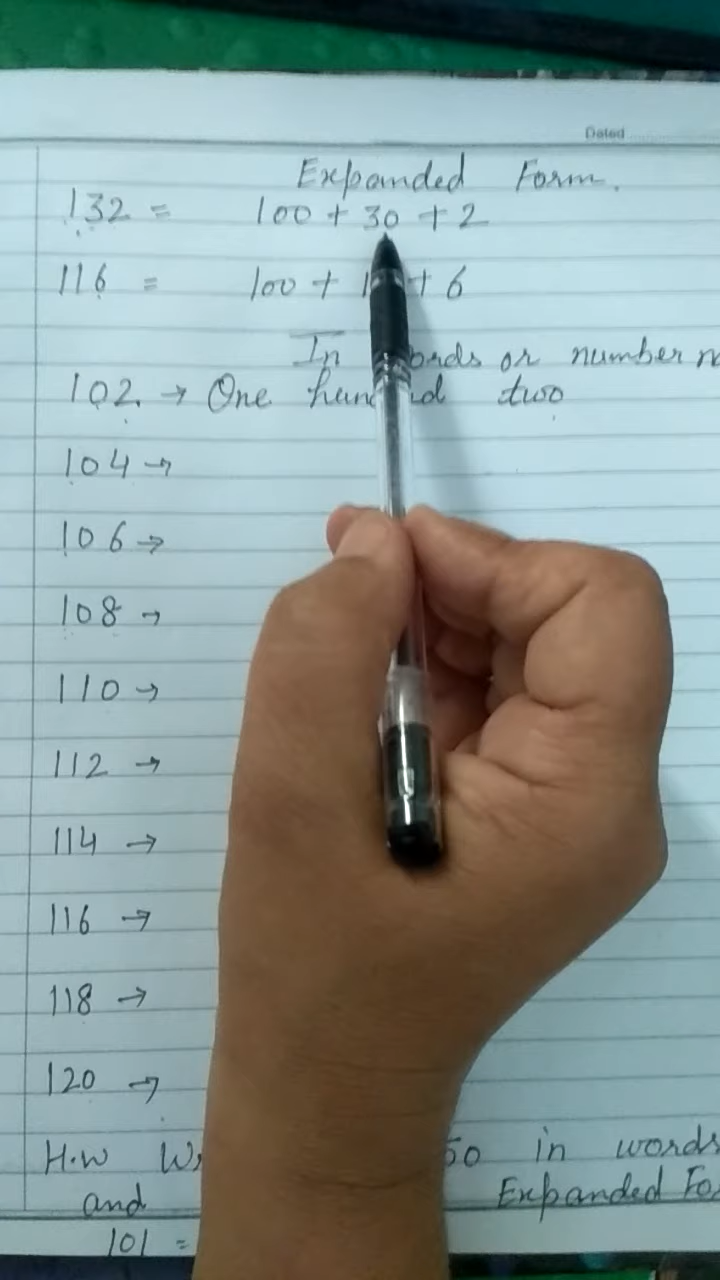 Dated
Expanded Form.
132 = 100 + 30 + 2
116 = 100 + + 6
In or number
102. → One two
104 →
106 →
108 →
110 →
112 →
114 →
116 →
118 →
120 →
H.W in words
and Expanded
101 =